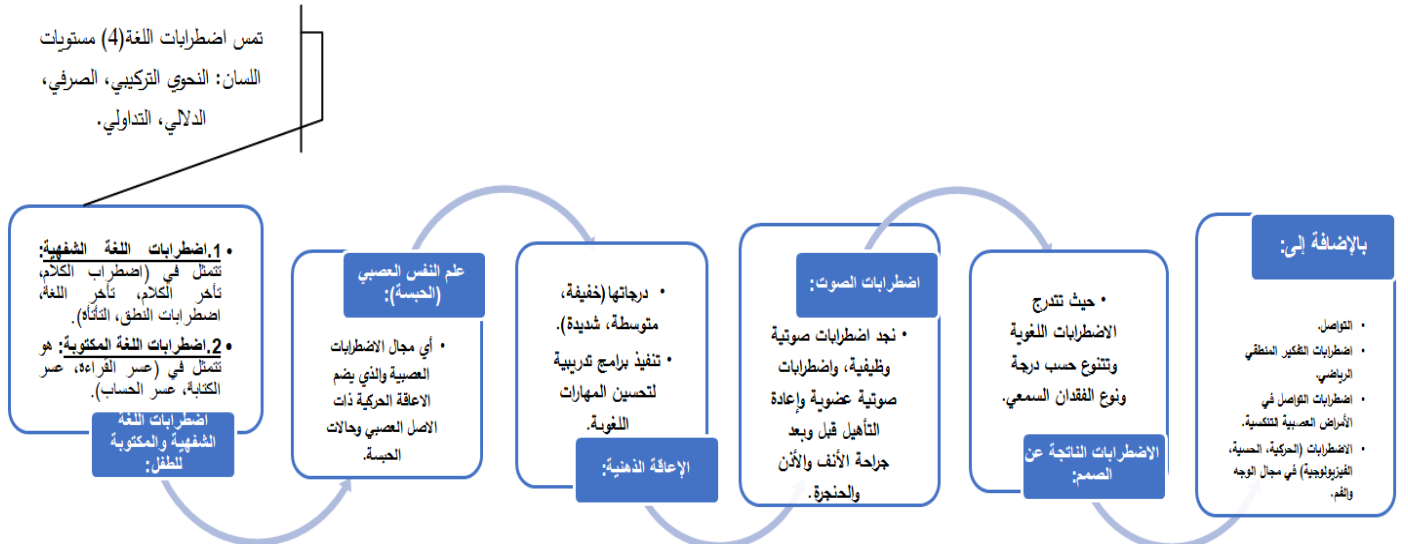 تمس اضطرابات اللغة(4) مستويات
اللسان: النحوي التركيبي، الصرفي،
الدلالي، التداولي.
• 1.اضطرابات اللغة الشفهية:
تتمثل في (اضطراب الكلام،
تأخر الكلام، تأخر اللغة،
اضطرابات النطق، التأتأة).
• 2.اضطرابات اللغة المكتوبة: هو
تتمثل في (عسر القراءة، عسر
الكتابة، عسر الحساب).
اضطرابات اللغة
الشفهية والمكتوبة
للطفل:
علم النفس العصبي
(الحبسة):
• أي مجال الاضطرابات
العصبية والذي يضم
الاعاقة الحركية ذات
الاصل العصبي وحالات
الحبسة.
• درجاتها (خفيفة،
متوسطة، شديدة).
• تنفيذ برامج تدريبية
لتحسين المهارات
اللغوية.
الإعاقة الذهنية:
اضطرابات الصوت:
• نجد اضطرابات صوتية
وظيفية، واضطرابات
صوتية عضوية وإعادة
التأهيل قبل وبعد
جراحة الأنف والأذن
والحنجرة.
• حيث تتدرج
الاضطرابات اللغوية
وتتنوع حسب درجة
ونوع الفقدان السمعي.
الاضطرابات الناتجة عن
الصمم:
بالإضافة إلى:
• التواصل.
• اضطرابات التفكير المنطقي
الرياضي.
• اضطرابات التواصل في
الأمراض العصبية التنكسية.
• الاضطرابات (الحركية، الحسية،
الفيزيولوجية) في مجال الوجه
والفم.